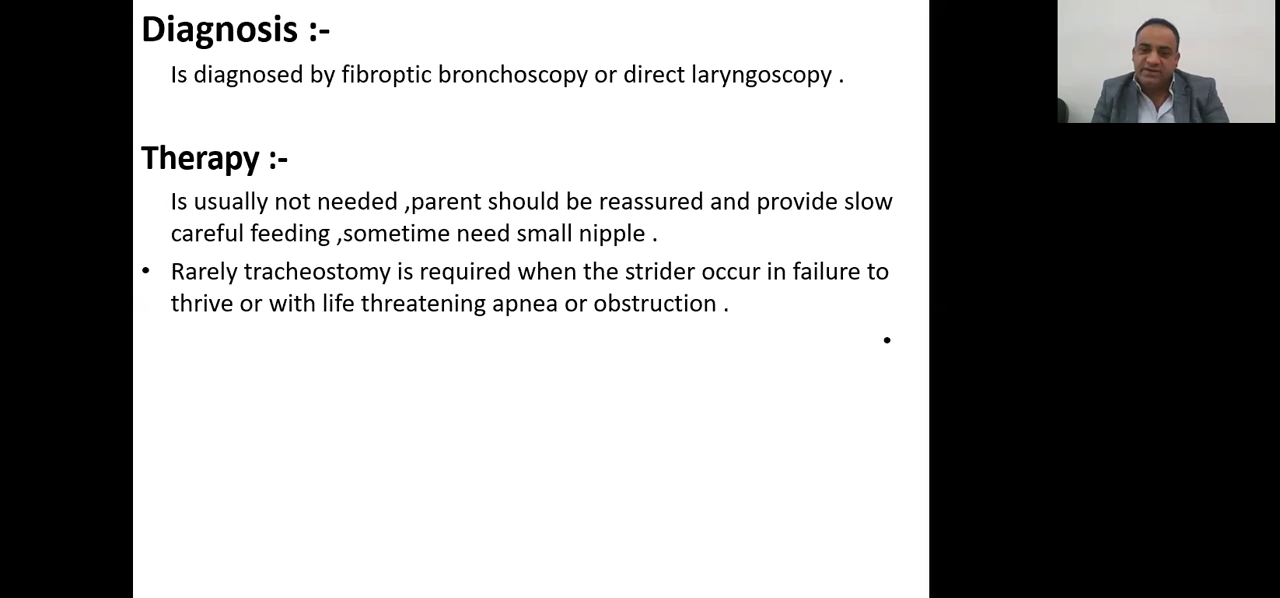 Diagnosis :-
Is diagnosed by fibroptic bronchoscopy or direct laryngoscopy .
Therapy :-
Is usually not needed ,parent should be reassured and provide slow
careful feeding ,sometime need small nipple .
• Rarely tracheostomy is required when the strider occur in failure to
thrive or with life threatening apnea or obstruction .
•